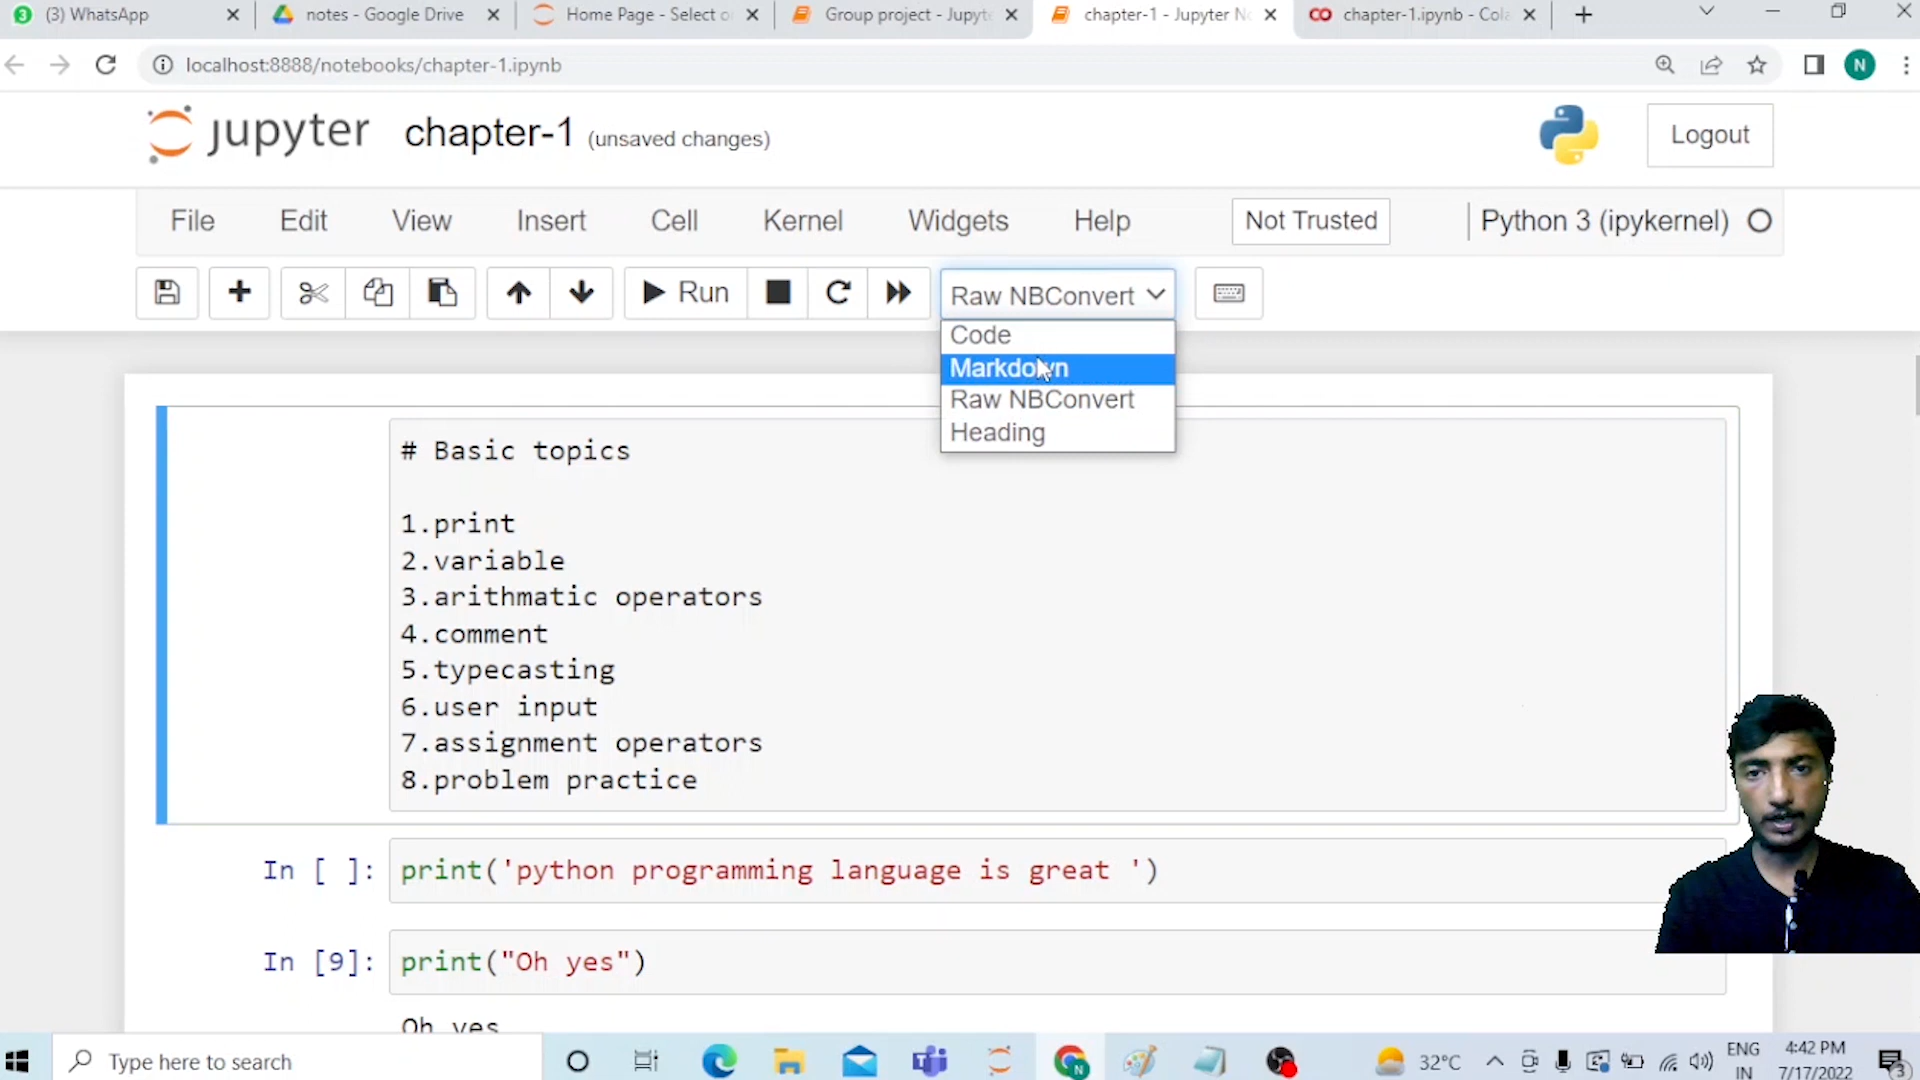 3 (3) WhatsApp
notes - Google Drive
Home Page - Select o
Group project - Jupyt
chapter-1 - Jupyter N
CO chapter-1.ipynb - Col
localhost:8888/notebooks/chapter-1.ipynb
N
jupyter chapter-1 (unsaved changes)
Logout
File Edit View Insert Cell Kernel Widgets Help
Not Trusted
Python 3 (ipykernel)
Run
Raw NBConvert
Code
Markdown
Raw NBConvert
Heading
# Basic topics
1.print
2.variable
3.arithmatic operators
4.comment
5.typecasting
6.user input
7.assignment operators
8.problem practice
In [ ]: print('python programming language is great ')
In [9]: print("Oh yes")
Oh yes
Type here to search
N
32°C
ENG
IN
4:42 PM
7/17/2022
3